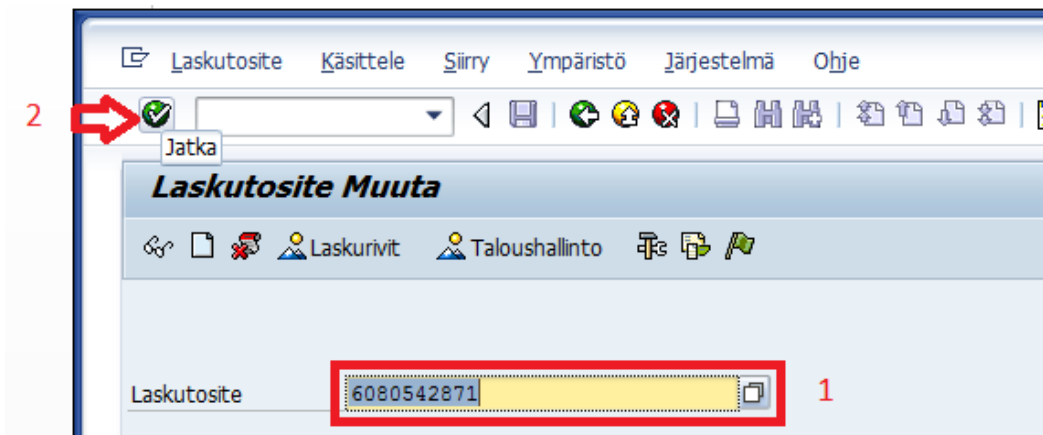 Laskutosite Käsittele Siirry Ympäristö Järjestelmä Ohje
2
Jatka
Laskutosite Muuta
Laskurivit Taloushallinto
Laskutosite 6080542871 1